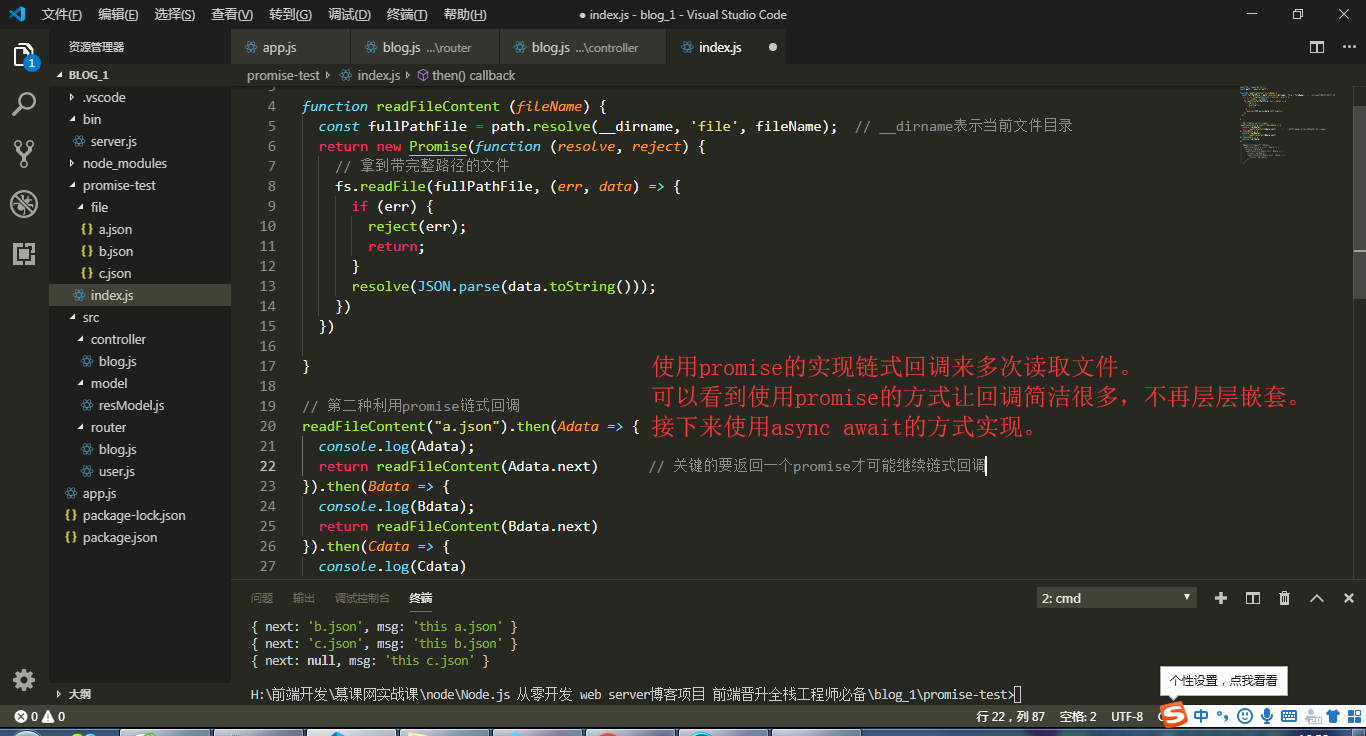 文件(F) 编辑(E) 选择(S) 查看(V) 转到(G) 调试(D) 终端(T) 帮助(H) ● index.js - blog_1 - Visual Studio Code
资源管理器
app.js
blog.js ...\router
blog.js ...\controller
index.js
1
BLOG_1
.vscode
bin
server.js
node_modules
promise-test
file
a.json
b.json
c.json
index.js
src
controller
blog.js
model
resModel.js
router
blog.js
user.js
app.js
package-lock.json
package.json
大纲
promise-test index.js then() callback
3
4 function readFileContent (fileName) {
5 const fullPathFile = path.resolve(__dirname, 'file', fileName); // __dirname表示当前文件目录
6 return new Promise(function (resolve, reject) {
7 // 拿到带完整路径的文件
8 fs.readFile(fullPathFile, (err, data) => {
9 if (err) {
10 reject(err);
11 return;
12 }
13 resolve(JSON.parse(data.toString()));
14 })
15 })
16
17 }
18
19 // 第二种利用promise链式回调
20 readFileContent("a.json").then(Adata => {
21 console.log(Adata);
22 return readFileContent(Adata.next) // 关键的要返回一个promise才可能继续链式回调
23 }).then(Bdata => {
24 console.log(Bdata);
25 return readFileContent(Bdata.next)
26 }).then(Cdata => {
27 console.log(Cdata)
使用promise的实现链式回调来多次读取文件。
可以看到使用promise的方式让回调简洁很多，不再层层嵌套。
接下来使用async await的方式实现。
问题 输出 调试控制台 终端
2: cmd
{ next: 'b.json', msg: 'this a.json' }
{ next: 'c.json', msg: 'this b.json' }
{ next: null, msg: 'this c.json' }
H:\前端开发\慕课网实战课\node\Node.js 从零开发 web server博客项目 前端晋升全栈工程师必备\blog_1\promise-test>
个性设置，点我看看
0 0
行 22，列 87 空格: 2 UTF-8
S 中